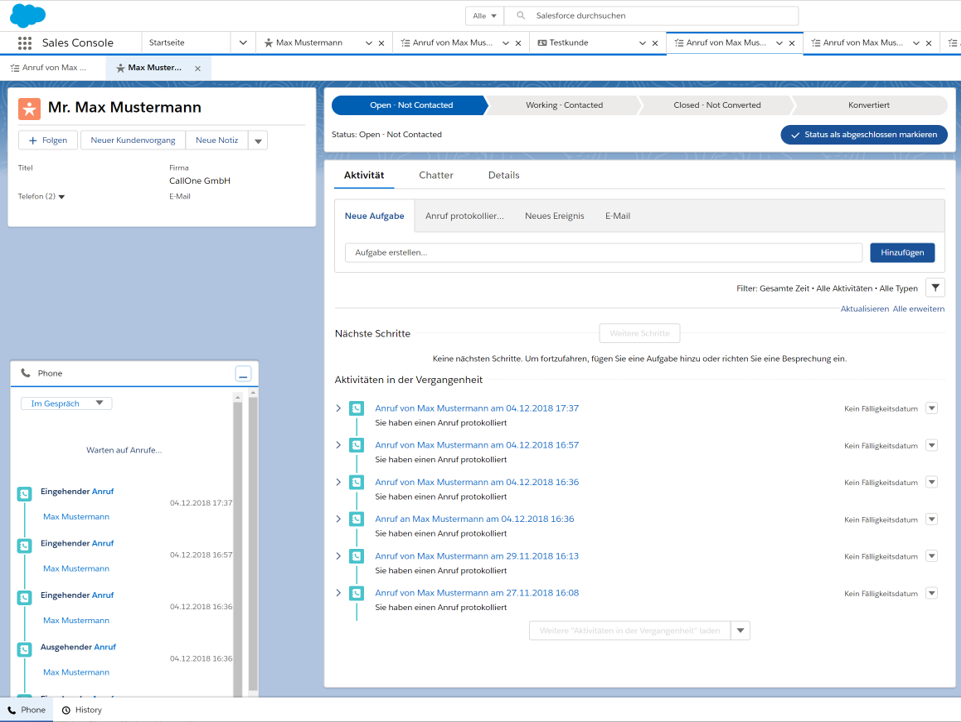 Alle
Salesforce durchsuchen
Sales Console
Startseite
Max Mustermann
Anruf von Max Mus...
Testkunde
Anruf von Max Mus...
Anruf von Max Mus...
Anruf von Max ...
Max Muster...
Mr. Max Mustermann
Folgen
Neuer Kundenvorgang
Neue Notiz
Titel
Firma
CallOne GmbH
Telefon (2)
E-Mail
Open - Not Contacted
Working - Contacted
Closed - Not Converted
Konvertiert
Status: Open - Not Contacted
Status als abgeschlossen markieren
Aktivität
Chatter
Details
Neue Aufgabe
Anruf protokollier...
Neues Ereignis
E-Mail
Aufgabe erstellen...
Hinzufügen
Filter: Gesamte Zeit • Alle Aktivitäten • Alle Typen
Aktualisieren Alle erweitern
Nächste Schritte
Weitere Schritte
Keine nächsten Schritte. Um fortzufahren, fügen Sie eine Aufgabe hinzu oder richten Sie eine Besprechung ein.
Aktivitäten in der Vergangenheit
Anruf von Max Mustermann am 04.12.2018 17:37
Kein Fälligkeitsdatum
Sie haben einen Anruf protokolliert
Anruf von Max Mustermann am 04.12.2018 16:57
Kein Fälligkeitsdatum
Sie haben einen Anruf protokolliert
Anruf von Max Mustermann am 04.12.2018 16:36
Kein Fälligkeitsdatum
Sie haben einen Anruf protokolliert
Anruf an Max Mustermann am 04.12.2018 16:36
Kein Fälligkeitsdatum
Sie haben einen Anruf protokolliert
Anruf von Max Mustermann am 29.11.2018 16:13
Kein Fälligkeitsdatum
Sie haben einen Anruf protokolliert
Anruf von Max Mustermann am 27.11.2018 16:08
Kein Fälligkeitsdatum
Sie haben einen Anruf protokolliert
Weitere "Aktivitäten in der Vergangenheit" laden
Phone
Im Gespräch
Warten auf Anrufe...
Eingehender Anruf
04.12.2018 17:37
Max Mustermann
Eingehender Anruf
04.12.2018 16:57
Max Mustermann
Eingehender Anruf
04.12.2018 16:36
Max Mustermann
Ausgehender Anruf
04.12.2018 16:36
Max Mustermann
Phone
History